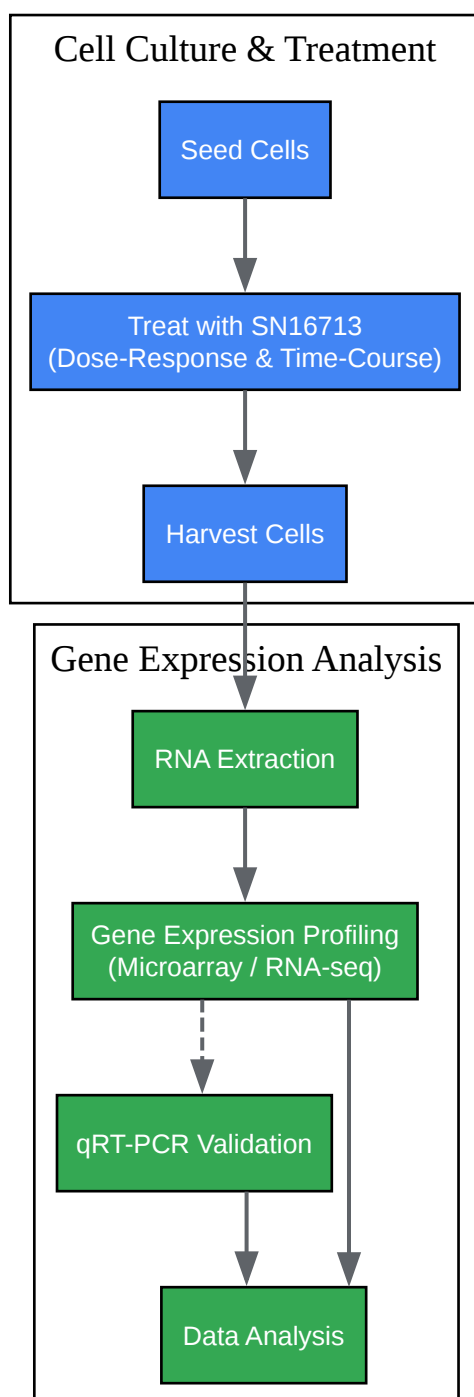 Cell Culture & Treatment
Seed Cells
Treat with SN16713
(Dose-Response & Time-Course)
Harvest Cells
Gene Expression Analysis
RNA Extraction
Gene Expression Profiling
(Microarray / RNA-seq)
qRT-PCR Validation
Data Analysis